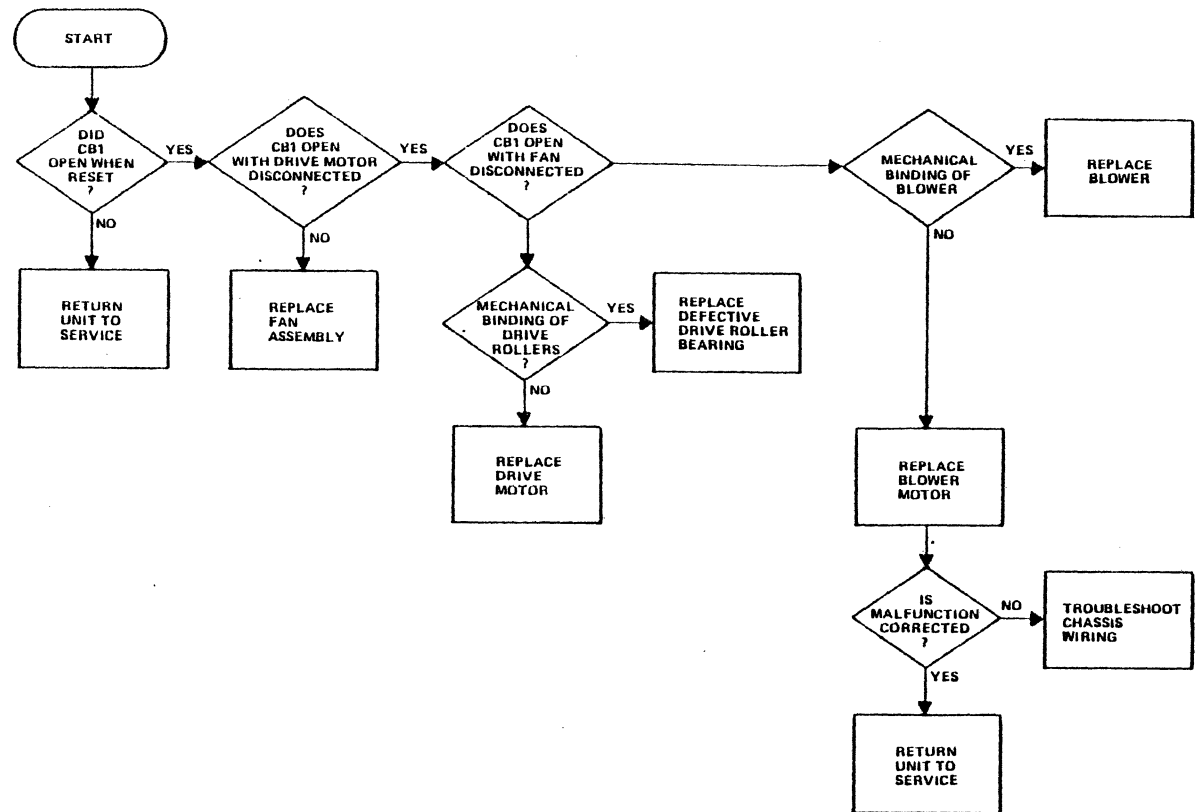 START
DID
CB1
OPEN WHEN
RESET
?
YES
NO
RETURN
UNIT TO
SERVICE
DOES
CB1 OPEN
WITH DRIVE MOTOR
DISCONNECTED
?
YES
NO
REPLACE
FAN
ASSEMBLY
DOES
CB1 OPEN
WITH FAN
DISCONNECTED
?
MECHANICAL
BINDING OF
DRIVE
ROLLERS
?
YES
REPLACE
DEFECTIVE
DRIVE ROLLER
BEARING
NO
REPLACE
DRIVE
MOTOR
MECHANICAL
BINDING OF
BLOWER
YES
REPLACE
BLOWER
NO
REPLACE
BLOWER
MOTOR
IS
MALFUNCTION
CORRECTED
?
NO
TROUBLESHOOT
CHASSIS
WIRING
YES
RETURN
UNIT TO
SERVICE